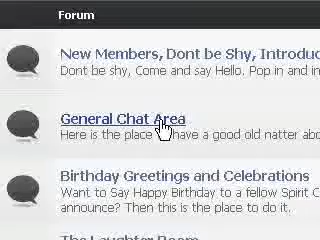 Forum
New Members, Dont be Shy, Introduc
Dont be shy, Come and say Hello. Pop in and in
General Chat Area
Here is the place have a good old natter abo
Birthday Greetings and Celebrations
Want to Say Happy Birthday to a fellow Spirit C
announce? Then this is the place to do it.
The Laughter Room